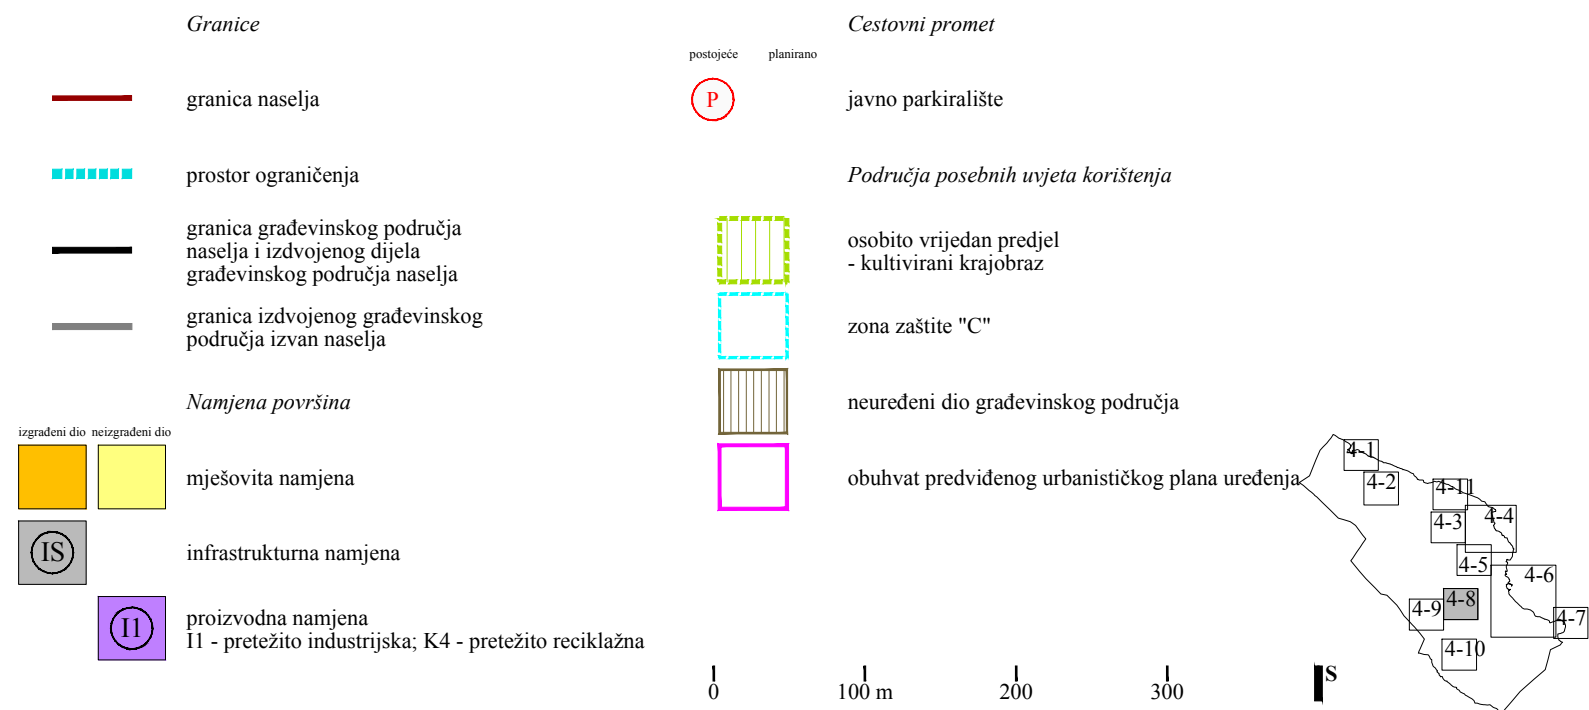 Granice
granica naselja
prostor ograničenja
granica građevinskog područja
naselja i izdvojenog dijela
građevinskog područja naselja
granica izdvojenog građevinskog
područja izvan naselja
Namjena površina
izgrađeni dio neizgrađeni dio
mješovita namjena
IS
infrastrukturna namjena
I1
proizvodna namjena
I1 - pretežito industrijska; K4 - pretežito reciklažna
Cestovni promet
postojeće planirano
P
javno parkiralište
Područja posebnih uvjeta korištenja
osobito vrijedan predjel
- kultivirani krajobraz
zona zaštite "C"
neuređeni dio građevinskog područja
obuhvat predviđenog urbanističkog plana uređenja
0 100 m 200 300
S
4-1
4-2
4-11
4-3
4-4
4-5
4-6
4-8
4-9
4-7
4-10